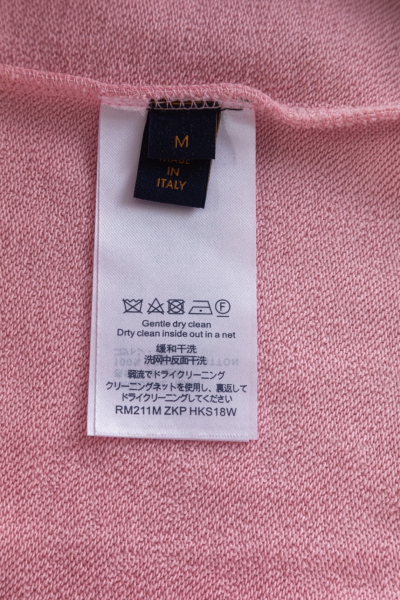 M
MADE
IN
ITALY
F
Gentle dry clean
Drty clean inside out in a net
缓和干洗
洗网中反面干洗
弱流でドライクリーニング
クリーニングネットを使用し、裏返して
ドライクリーニングしてください
RM211M ZKP HKS18W